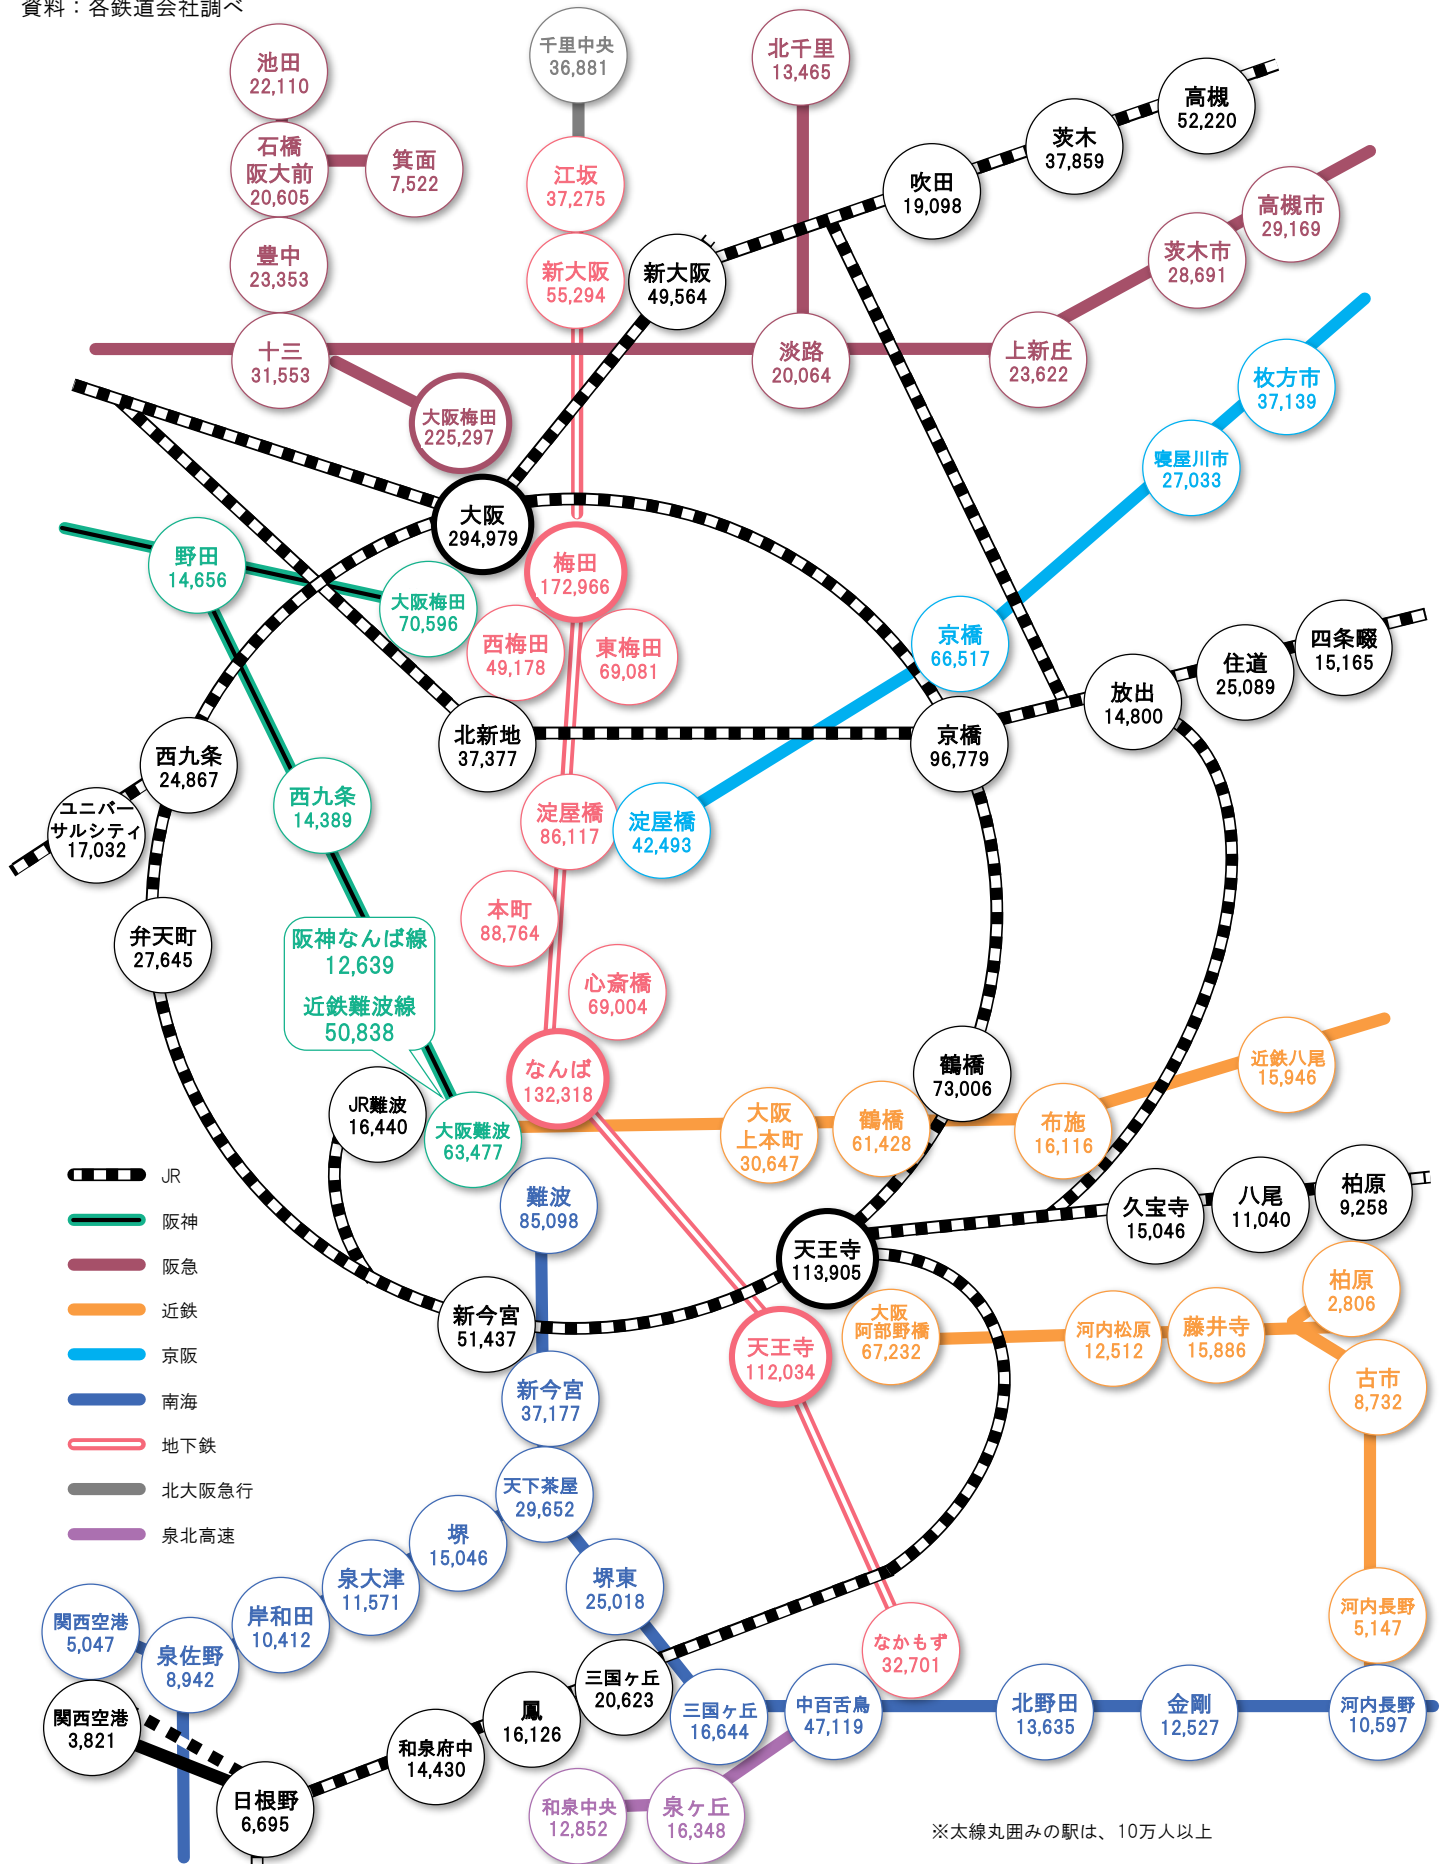 資料：各鉄道会社調べ
池田
22,110
千里中央
36,881
北千里
13,465
高槻
52,220
石橋
阪大前
20,605
箕面
7,522
江坂
37,275
吹田
19,098
茨木
37,859
豊中
23,353
新大阪
55,294
新大阪
49,564
茨木市
28,691
高槻市
29,169
十三
31,553
淡路
20,064
上新庄
23,622
大阪梅田
225,297
枚方市
37,139
寝屋川市
27,033
大阪
294,979
野田
14,656
大阪梅田
70,596
梅田
172,966
西梅田
49,178
東梅田
69,081
京橋
66,517
放出
14,800
住道
25,089
四条畷
15,165
北新地
37,377
京橋
96,779
西九条
24,867
ユニバー
サルシティ
17,032
西九条
14,389
淀屋橋
86,117
淀屋橋
42,493
弁天町
27,645
阪神なんば線
12,639
近鉄難波線
50,838
本町
88,764
心斎橋
69,004
なんば
132,318
鶴橋
73,006
近鉄八尾
15,946
JR難波
16,440
大阪難波
63,477
大阪
上本町
30,647
鶴橋
61,428
布施
16,116
難波
85,098
天王寺
113,905
久宝寺
15,046
八尾
11,040
柏原
9,258
新今宮
51,437
天王寺
112,034
大阪
阿部野橋
67,232
河内松原
12,512
藤井寺
15,886
柏原
2,806
古市
8,732
新今宮
37,177
JR
阪神
阪急
近鉄
京阪
南海
地下鉄
北大阪急行
泉北高速
天下茶屋
29,652
堺
15,046
泉大津
11,571
岸和田
10,412
関西空港
5,047
泉佐野
8,942
堺東
25,018
なかもず
32,701
河内長野
5,147
関西空港
3,821
日根野
6,695
和泉府中
14,430
鳳
16,126
三国ヶ丘
20,623
三国ヶ丘
16,644
中百舌鳥
47,119
北野田
13,635
金剛
12,527
河内長野
10,597
和泉中央
12,852
泉ヶ丘
16,348
※太線丸囲みの駅は、10万人以上